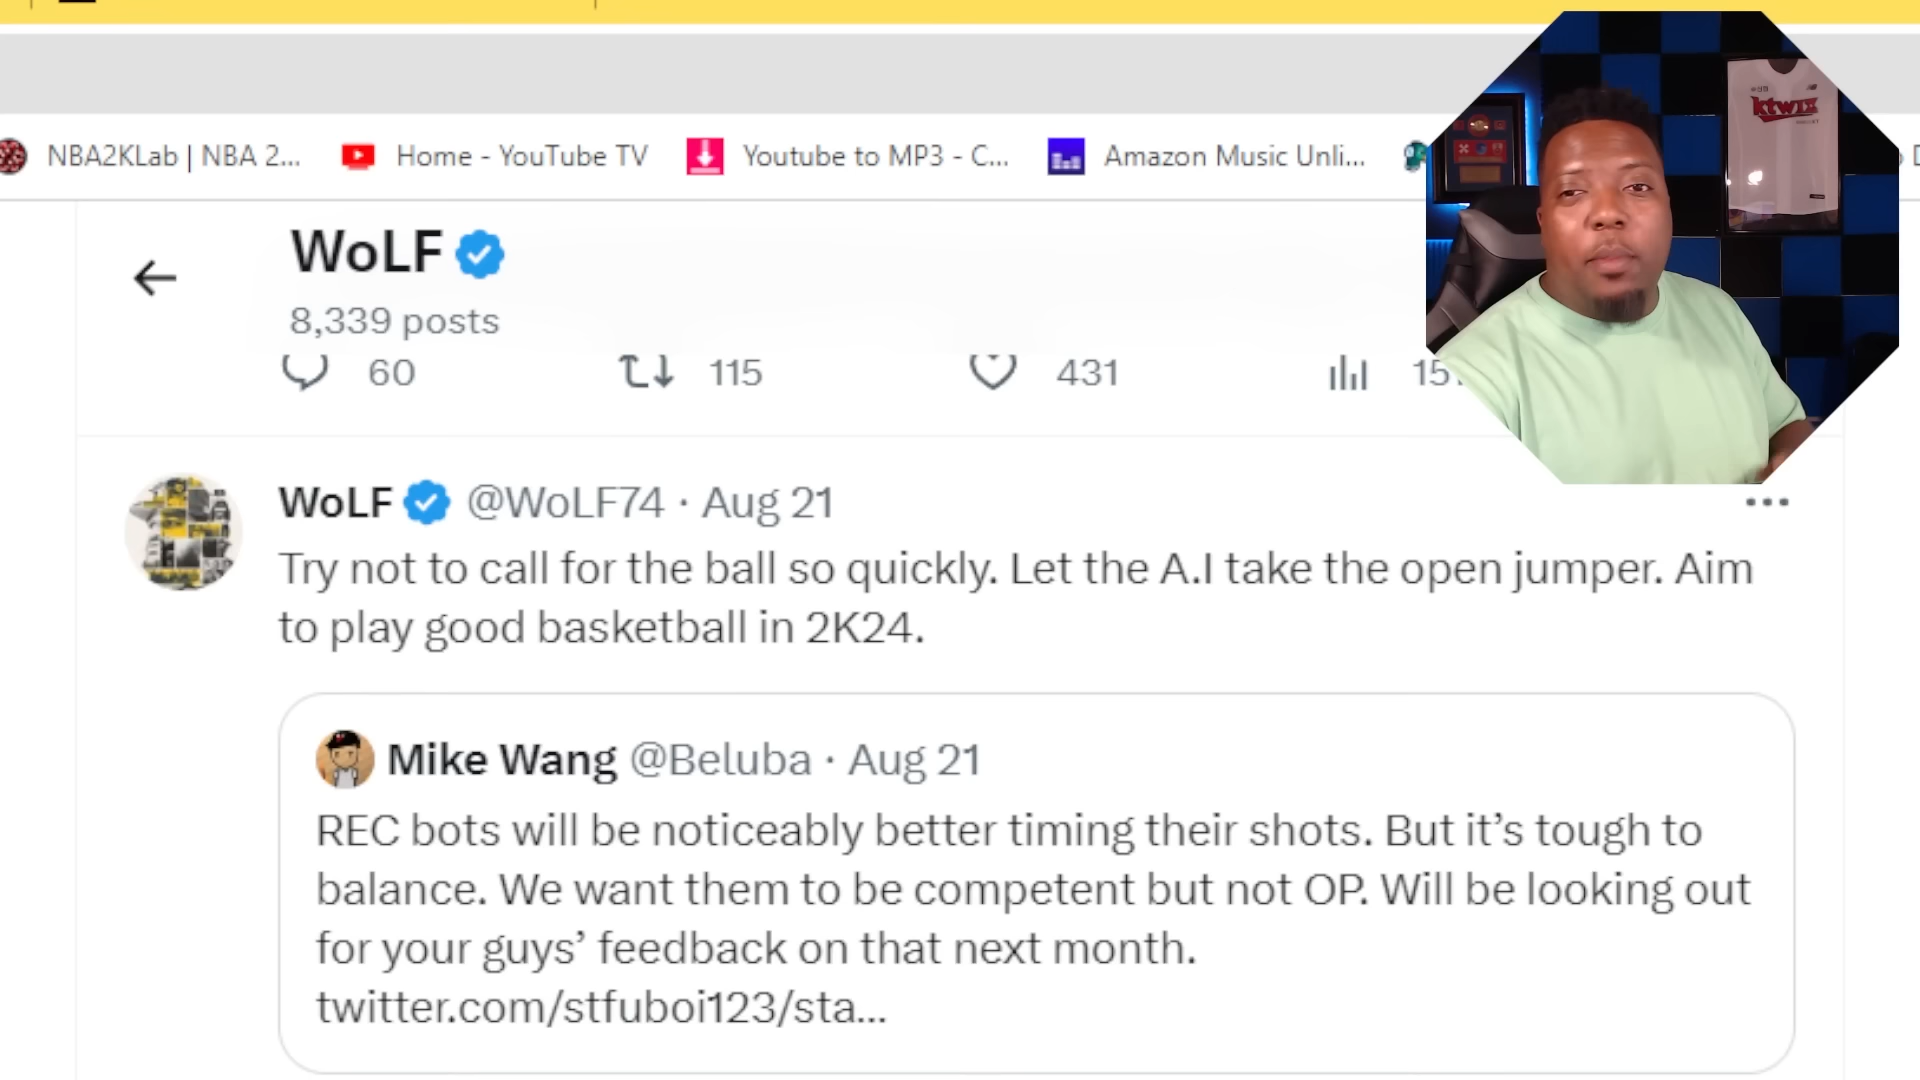 NBA2KLab | NBA 2...
Home - YouTube TV
Youtube to MP3 - C...
Amazon Music Unli...
ktwiz
WoLF
8,339 posts
60
115
431
WoLF @WoLF74 · Aug 21
Try not to call for the ball so quickly. Let the A.I take the open jumper. Aim
to play good basketball in 2K24.
Mike Wang @Beluba · Aug 21
REC bots will be noticeably better timing their shots. But it’s tough to
balance. We want them to be competent but not OP. Will be looking out
for your guys’ feedback on that next month.
twitter.com/stfuboi123/sta...